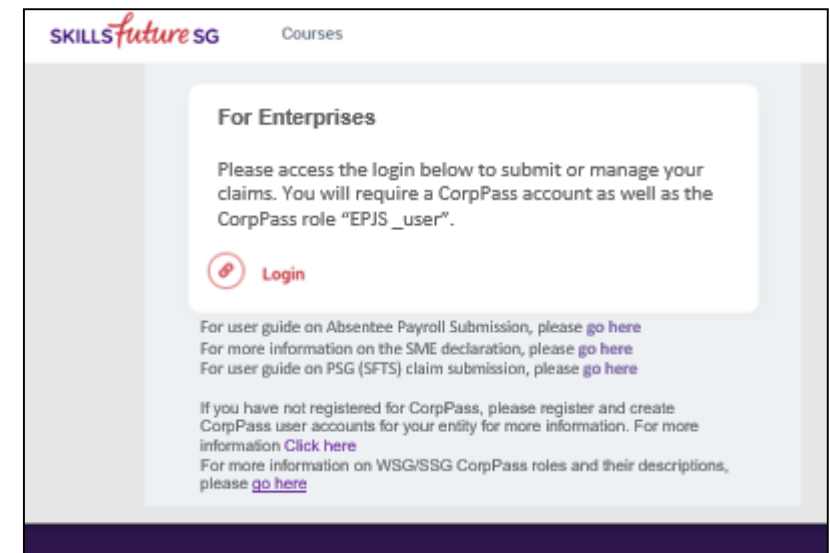 SKILLSfuture SG Courses
For Enterprises
Please access the login below to submit or manage your
claims. You will require a CorpPass account as well as the
CorpPass role “EPJS _user”.
Login
For user guide on Absentee Payroll Submission, please go here
For more information on the SME declaration, please go here
For user guide on PSG (SFTS) claim submission, please go here
If you have not registered for CorpPass, please register and create
CorpPass user accounts for your entity for more information. For more
information Click here
For more information on WSG/SSG CorpPass roles and their descriptions,
please go here